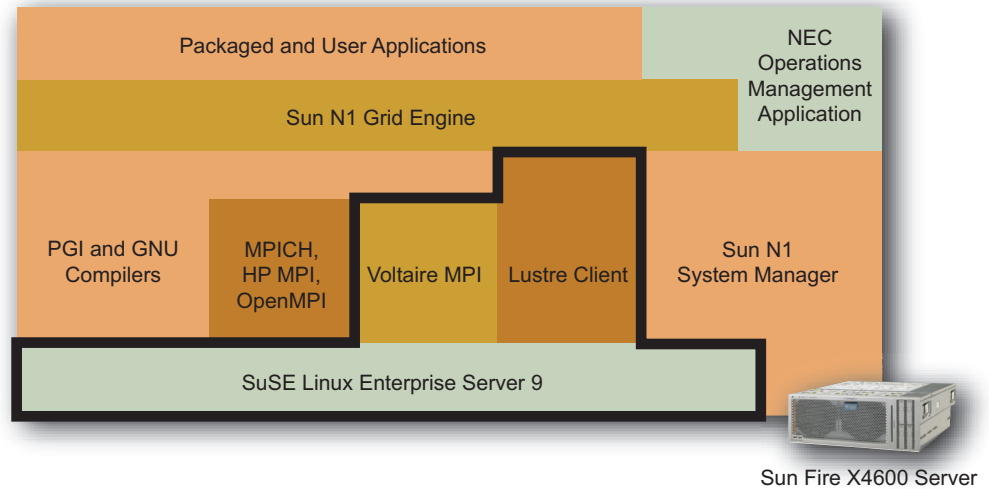 Packaged and User Applications
NEC
Operations
Management
Application
Sun N1 Grid Engine
PGI and GNU
Compilers
MPICH,
HP MPI,
OpenMPI
Voltaire MPI
Lustre Client
Sun N1
System Manager
SuSE Linux Enterprise Server 9
Sun Fire X4600 Server